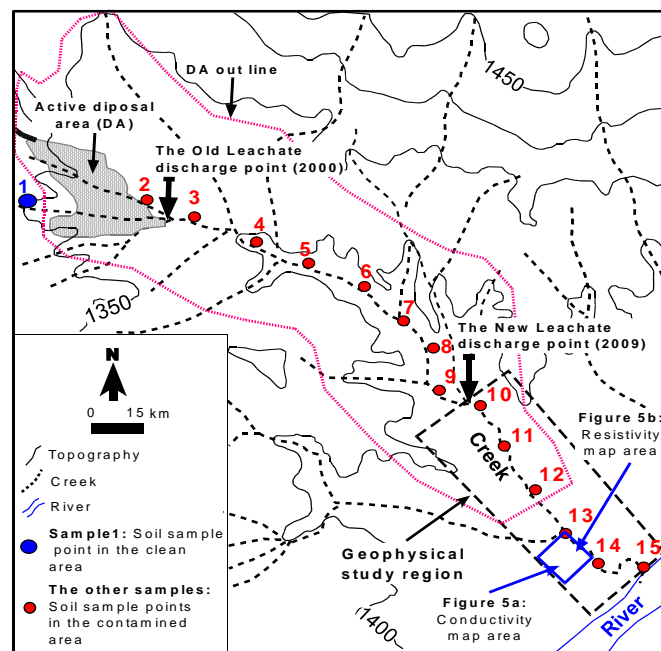 1450
DA out line
Active diposal
area (DA)
The Old Leachate
discharge point (2000)
1
2
3
4
5
6
7
8
9
10
11
12
13
14
15
1350
The New Leachate
discharge point (2009)
Creek
Figure 5b:
Resistivity
map area
Geophysical
study region
Figure 5a:
Conductivity
map area
River
1400
N
0 15 km
Topography
Creek
River
Sample1: Soil sample
point in the clean
area
The other samples:
Soil sample points
in the contamined
area